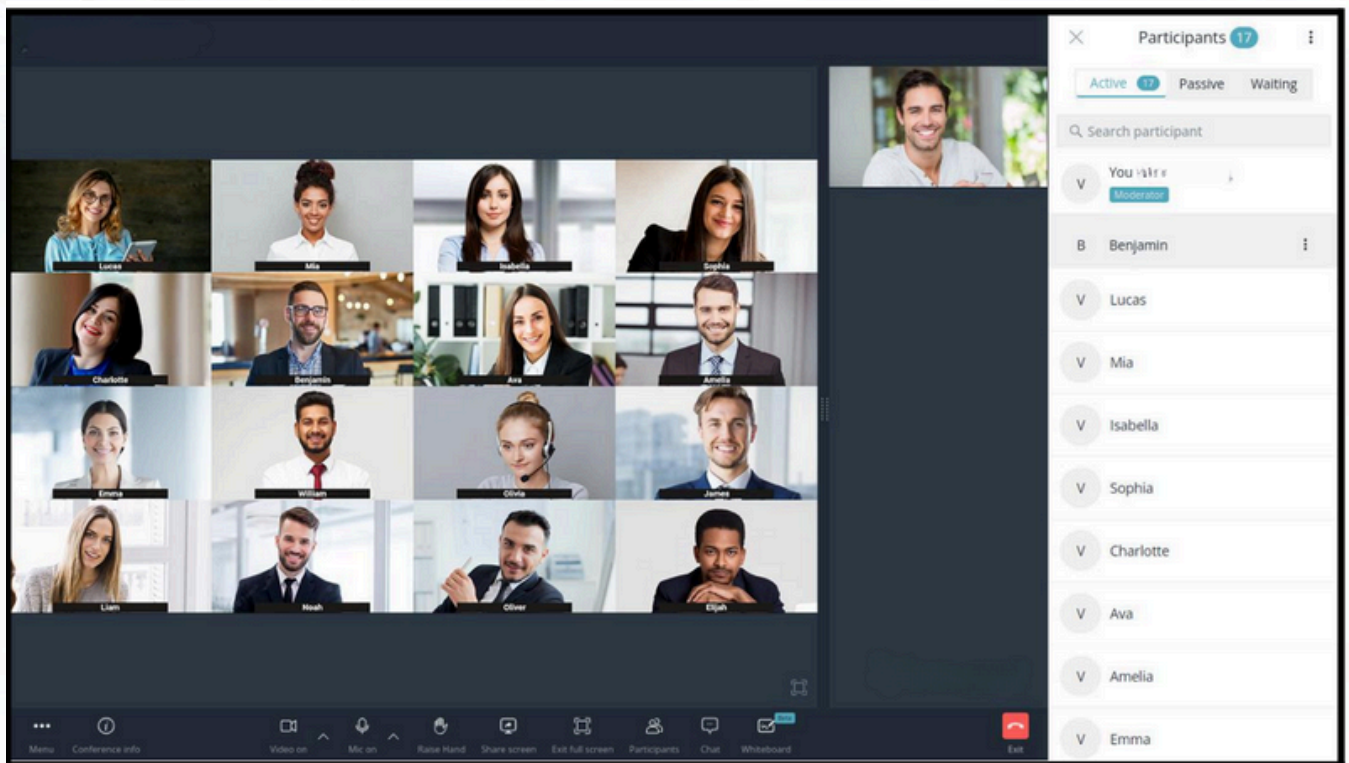 Participants 17
Active 17 Passive Waiting
Search participant
V You
Moderator
B Benjamin
V Lucas
V Mia
V Isabella
V Sophia
V Charlotte
V Ava
V Amelia
V Emma
Lucas Mia Isabella Sophia
Charlotte Benjamin Ava Amelia
Emma William Olivia James
Liam Noah Oliver Elijah
Beta
Menu Conference info Video on Mic on Raise Hand Share screen Exit full screen Participants Chat Whiteboard Exit